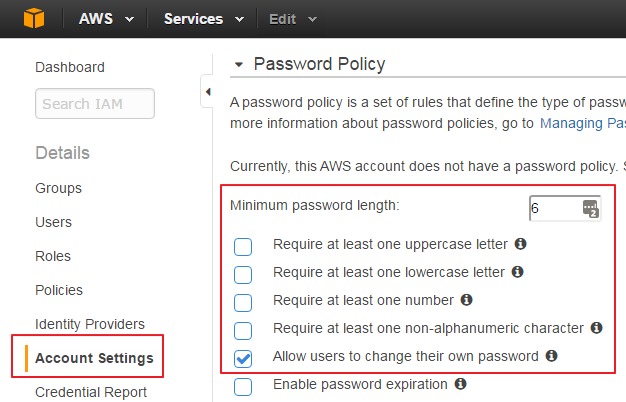 AWS Services Edit
Dashboard
Search IAM
Details
Groups
Users
Roles
Policies
Identity Providers
Account Settings
Credential Report
Password Policy
A password policy is a set of rules that define the type of
more information about password policies, go to Managing
Currently, this AWS account does not have a password policy.
Minimum password length: 6
Require at least one uppercase letter
Require at least one lowercase letter
Require at least one number
Require at least one non-alphanumeric character
Allow users to change their own password
Enable password expiration